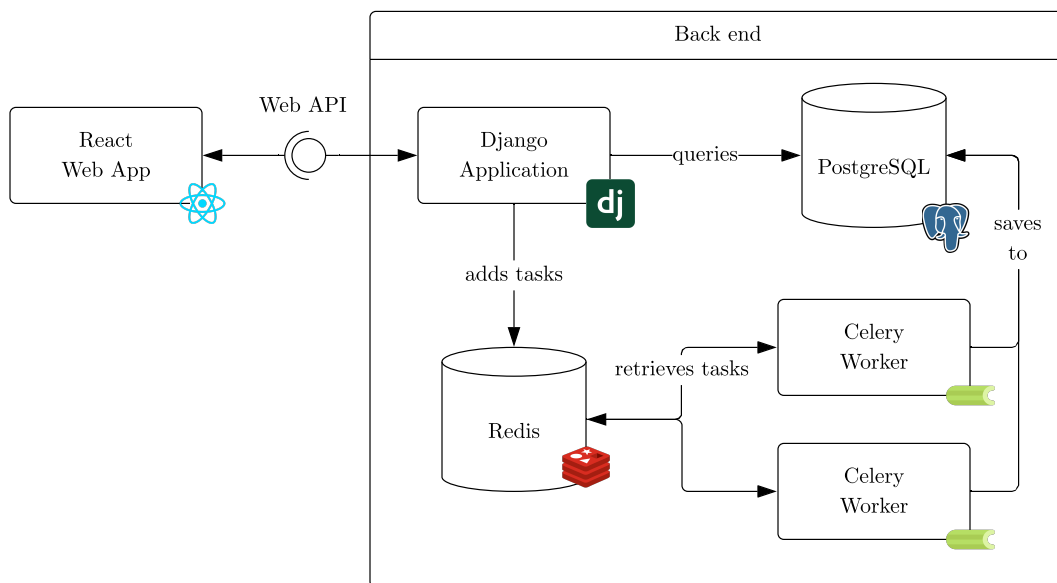 Back end
Web API
React
Web App
Django
Application
dj
queries
PostgreSQL
saves
to
adds tasks
Celery
Worker
retrieves tasks
Redis
Celery
Worker